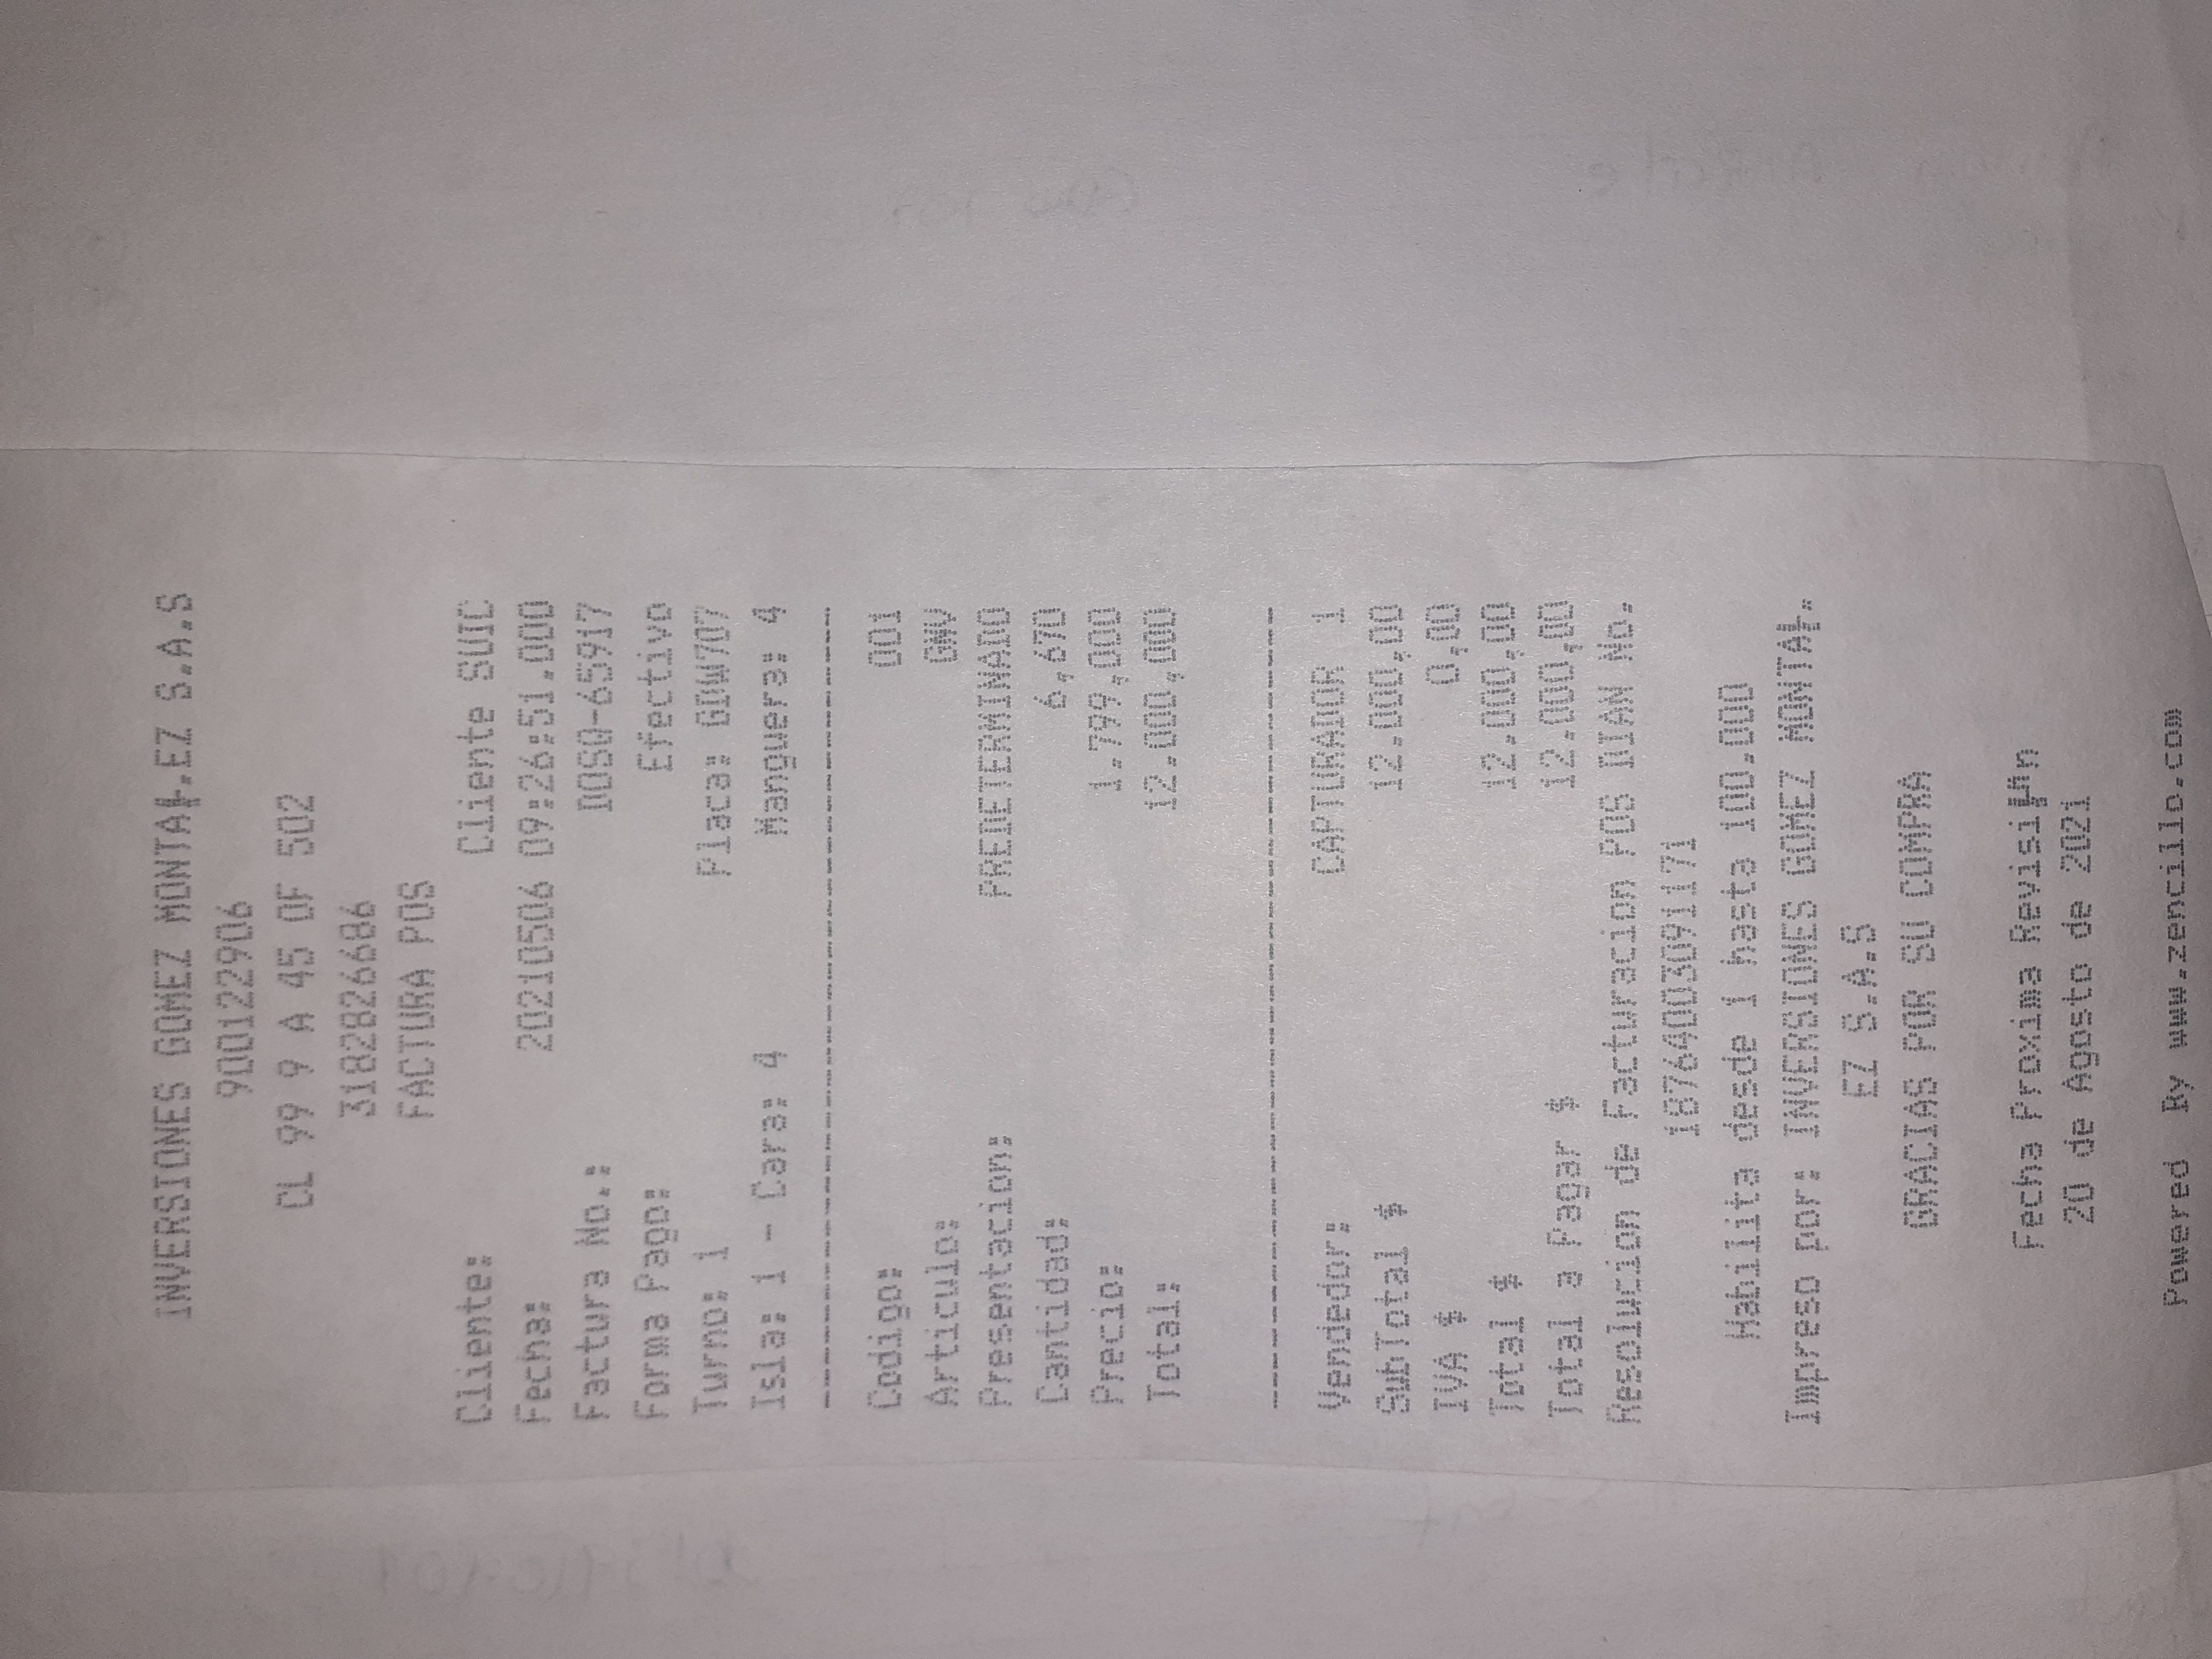 INVERSIONES GOMEZ MONTA╬EZ S.A.S
900122906
CL 99 9 A 45 OF 502
3182826686
FACTURA POS
Cliente: Cliente SUIC
Fecha: 20210506 09:26:51.000
Factura No.: DOS0-65917
Forma Pago: Efectivo
Turno: 1 Placa: GDW707
Isla: 1 - Cara: 4 Manguera: 4
Codigo: 001
Articulo: GNV
Presentacion: PREDETERMINADO
Cantidad: 6,670
Precio: 1.799,000
Total: 12.000,000
Vendedor: CAPTURADOR 1
SubTotal $ 12.000,00
IVA $ 0,00
Total $ 12.000,00
Total a Pagar $ 12.000,00
Resolucion de Facturacion POS DIAN No.
Habilita desde 1 hasta 100.000
Impreso por: INVERSIONES GOMEZ MONTA╬
EZ S.A.S
GRACIAS POR SU COMPRA
Fecha Proxima Revisi
20 de Agosto de 2021
Powered By www.zencillo.com